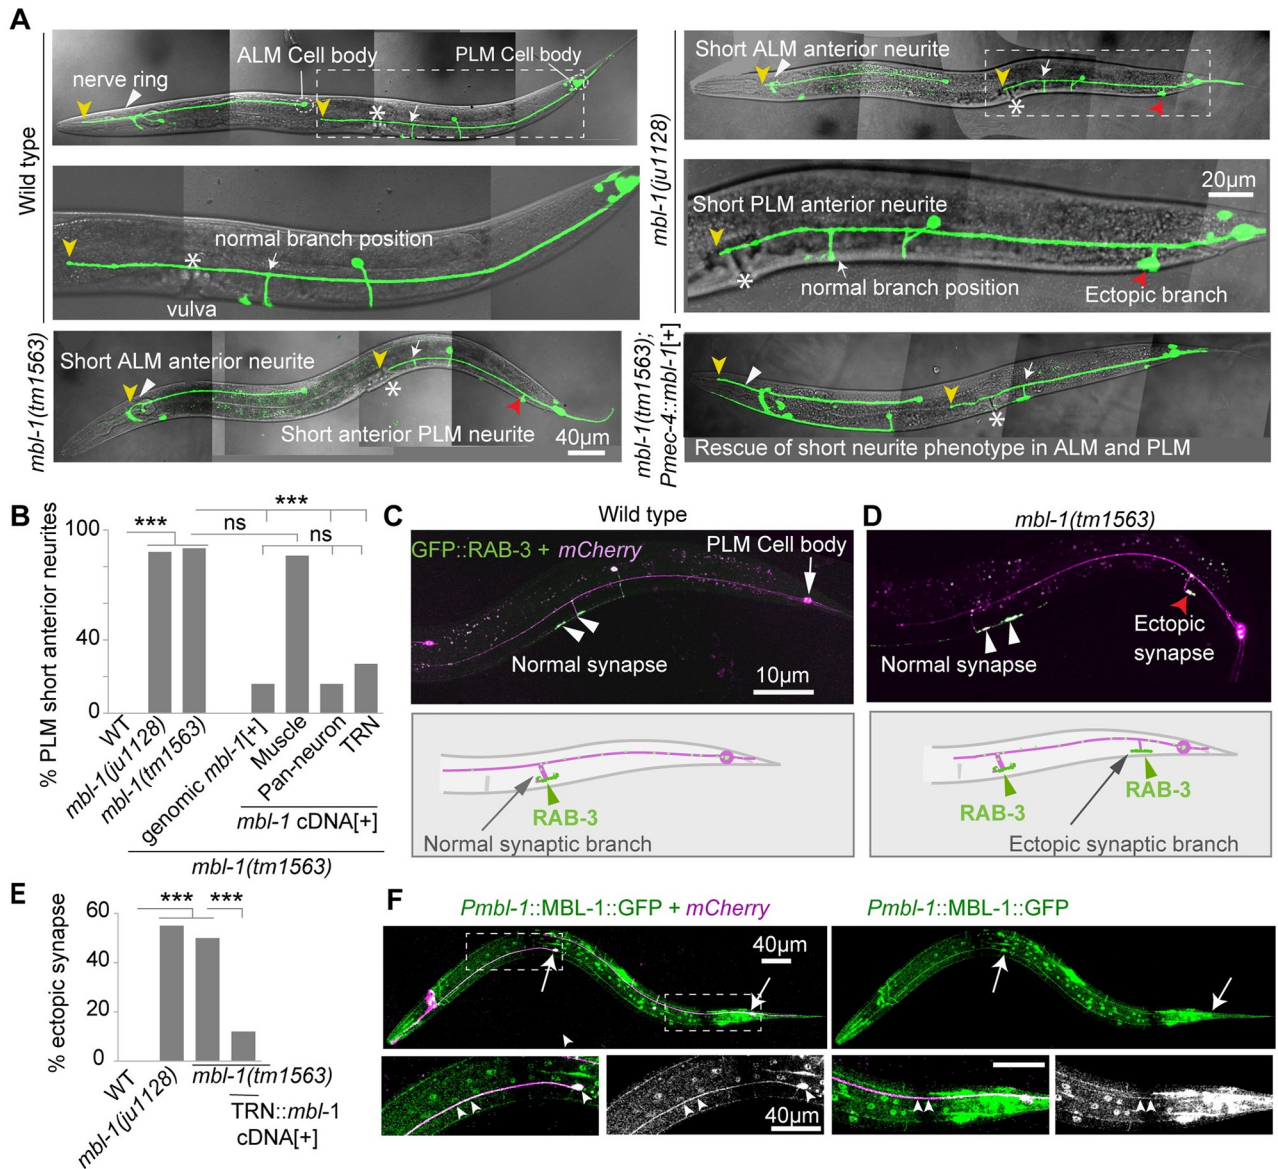 A
Wild type
nerve ring
ALM Cell body
PLM Cell body
*
normal branch position
*
vulva
mbl-1(tm1563)
Short ALM anterior neurite
*
Short anterior PLM neurite
40µm
mbl-1(ju1128)
Short ALM anterior neurite
*
20µm
Short PLM anterior neurite
*
normal branch position
Ectopic branch
mbl-1(tm1563);
Pmec-4::mbl-1[+]
*
Rescue of short neurite phenotype in ALM and PLM
B
% PLM short anterior neurites
100
40
0
***
ns
***
ns
WT
mbl-1(ju1128)
mbl-1(tm1563)
genomic mbl-1[+]
Muscle
Pan-neuron
TRN
mbl-1 cDNA[+]
mbl-1(tm1563)
C
Wild type
GFP::RAB-3 + mCherry
PLM Cell body
Normal synapse
10µm
RAB-3
Normal synaptic branch
D
mbl-1(tm1563)
Normal synapse
Ectopic
synapse
RAB-3
RAB-3
Ectopic synaptic branch
E
% ectopic synapse
60
40
20
0
***
***
WT
mbl-1(ju1128)
mbl-1(tm1563)
TRN::mbl-1
cDNA[+]
F
Pmbl-1::MBL-1::GFP + mCherry
Pmbl-1::MBL-1::GFP
40µm
40µm